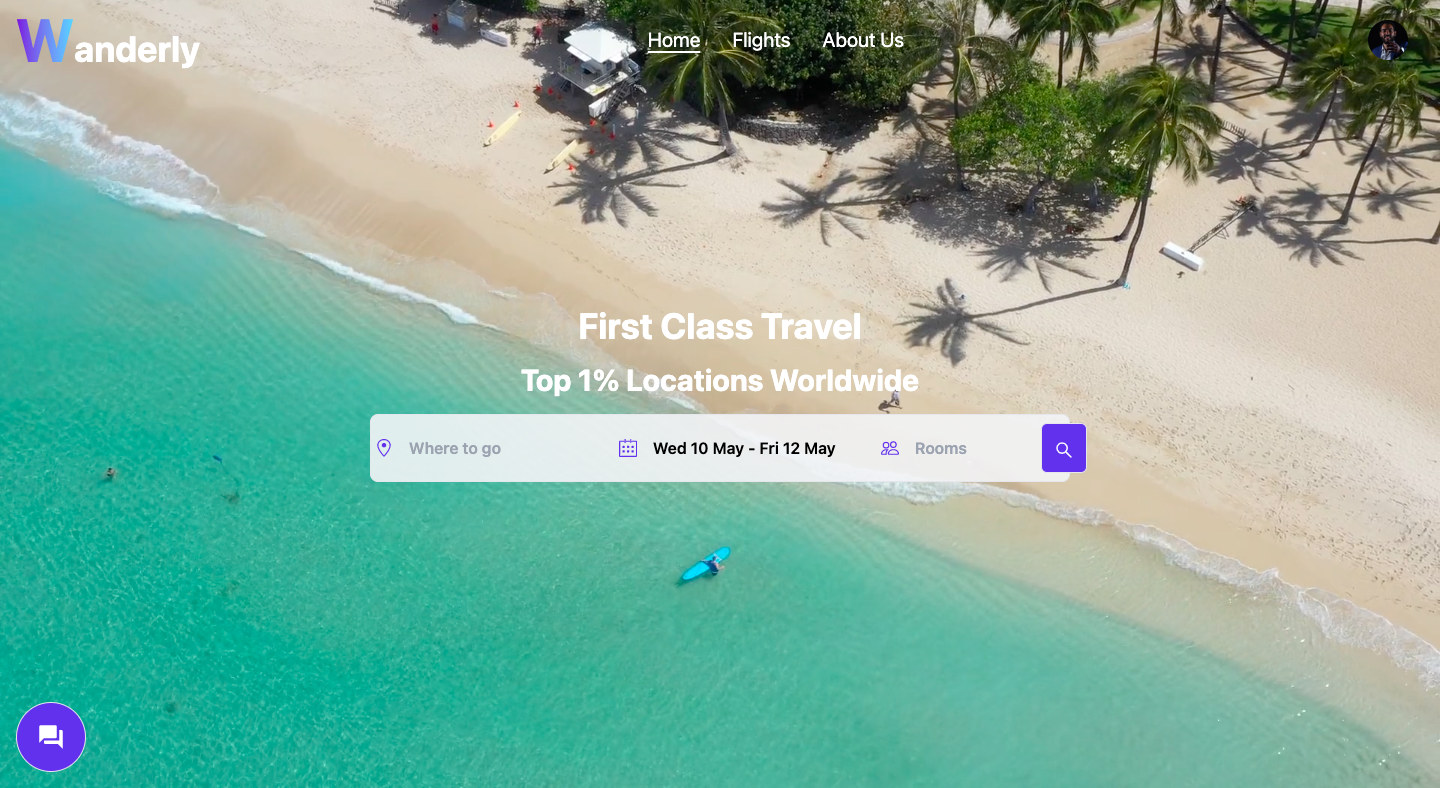 Wanderly
Home Flights About Us
First Class Travel
Top 1% Locations Worldwide
Where to go Wed 10 May - Fri 12 May Rooms